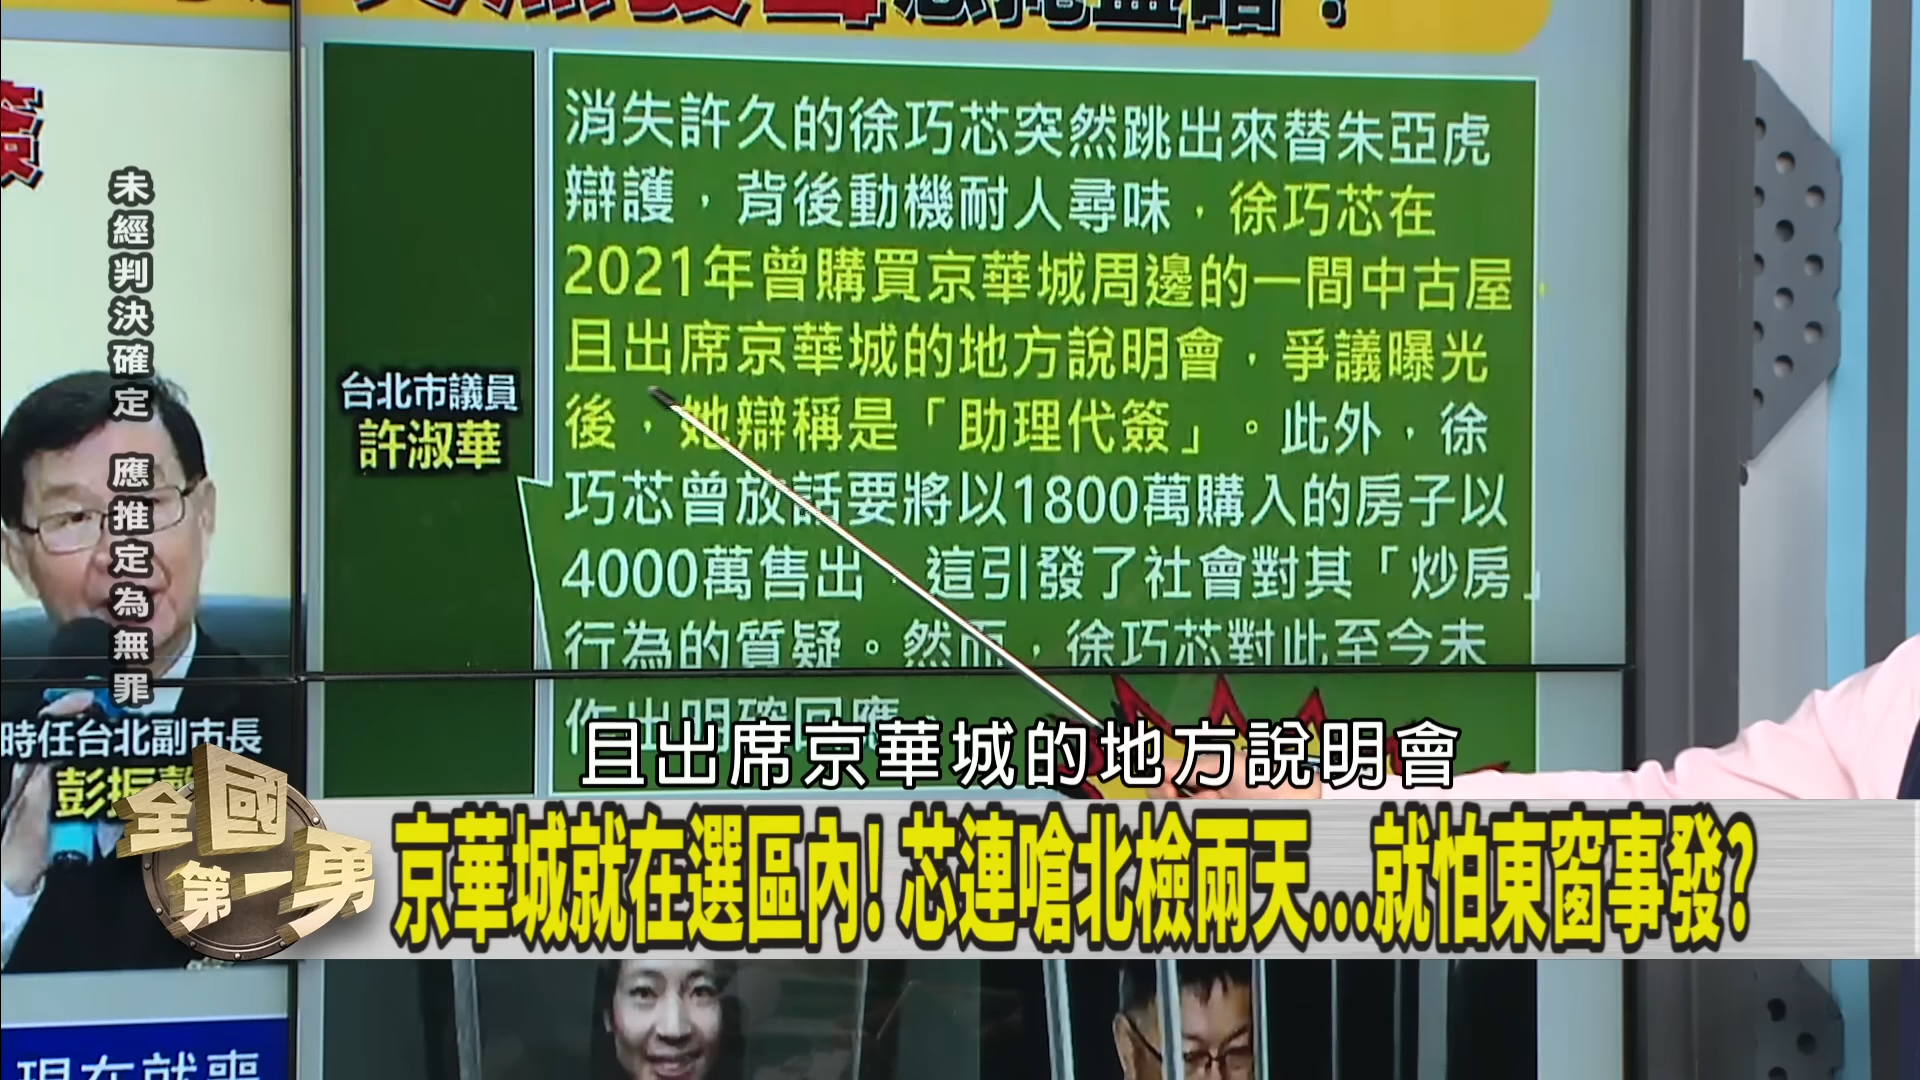 未經判決確定 應推定為無罪
時任台北副市長
台北市議員
許淑華
消失許久的徐巧芯突然跳出來替朱亞虎
辯護，背後動機耐人尋味，徐巧芯在
2021年曾購買京華城周邊的一間中古屋，
且出席京華城的地方說明會，爭議曝光
後，她辯稱是「助理代簽」。此外，徐
巧芯曾放話要將以1800萬購入的房子以
4000萬售出，這引發了社會對其「炒房」
行為的質疑。然而，徐巧芯對此至今未
作出明確回應。
且出席京華城的地方說明會
全國第一勇
京華城就在選區內! 芯連嗆北檢兩天...就怕東窗事發?
現在就喪